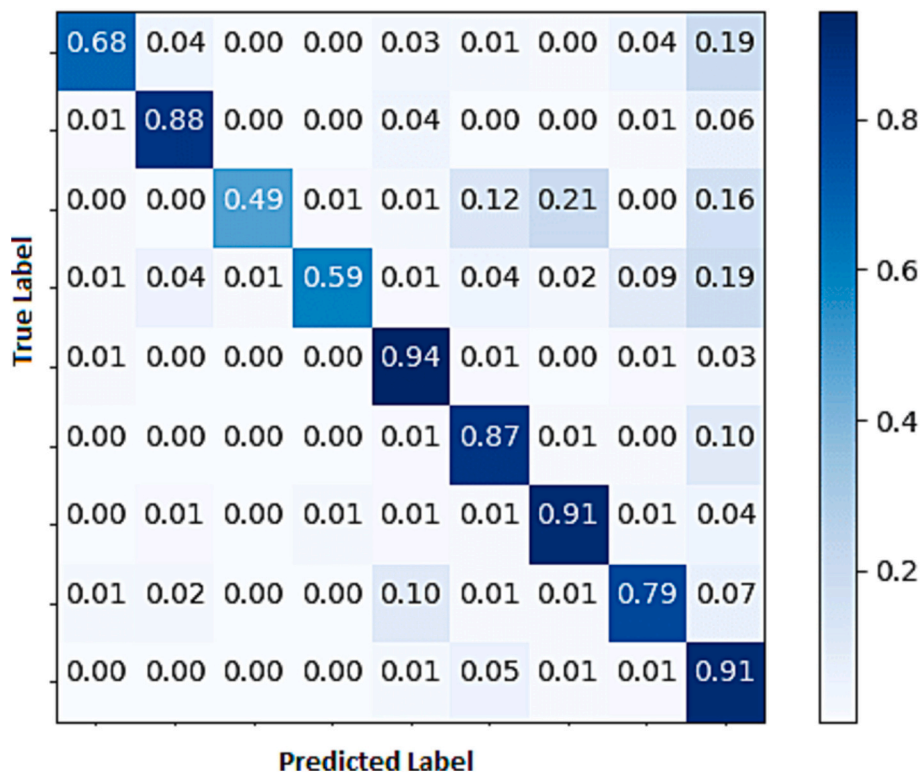 0.68 0.04 0.00 0.00 0.03 0.01 0.00 0.04 0.19
0.01 0.88 0.00 0.00 0.04 0.00 0.00 0.01 0.06
0.00 0.00 0.49 0.01 0.01 0.12 0.21 0.00 0.16
0.01 0.04 0.01 0.59 0.01 0.04 0.02 0.09 0.19
0.01 0.00 0.00 0.00 0.94 0.01 0.00 0.01 0.03
0.00 0.00 0.00 0.00 0.01 0.87 0.01 0.00 0.10
0.00 0.01 0.00 0.01 0.01 0.01 0.91 0.01 0.04
0.01 0.02 0.00 0.00 0.10 0.01 0.01 0.79 0.07
0.00 0.00 0.00 0.00 0.01 0.05 0.01 0.01 0.91
True Label
Predicted Label
0.8
0.6
0.4
0.2